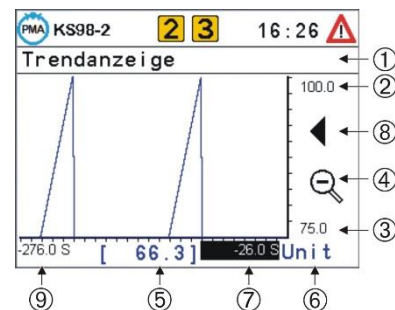 PMA KS98-2 2 3 16:26
Trendanzeige ①
100.0 ②
⑧
④
75.0 ③
-276.0 S [ 66.3] -26.0 S Unit
⑨ ⑤ ⑦ ⑥